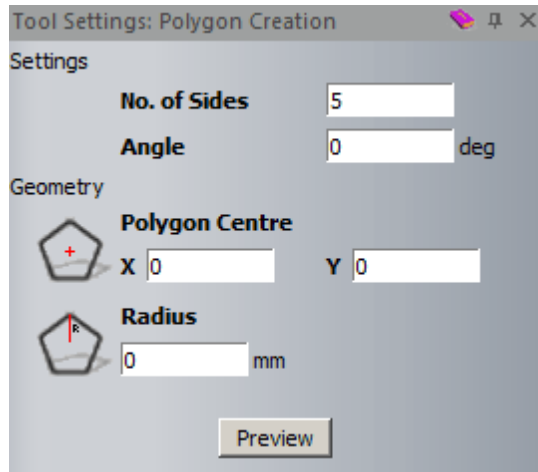 Tool Settings: Polygon Creation
Settings
No. of Sides 5
Angle 0 deg
Geometry
Polygon Centre
X 0 Y 0
R
Radius
0 mm
Preview